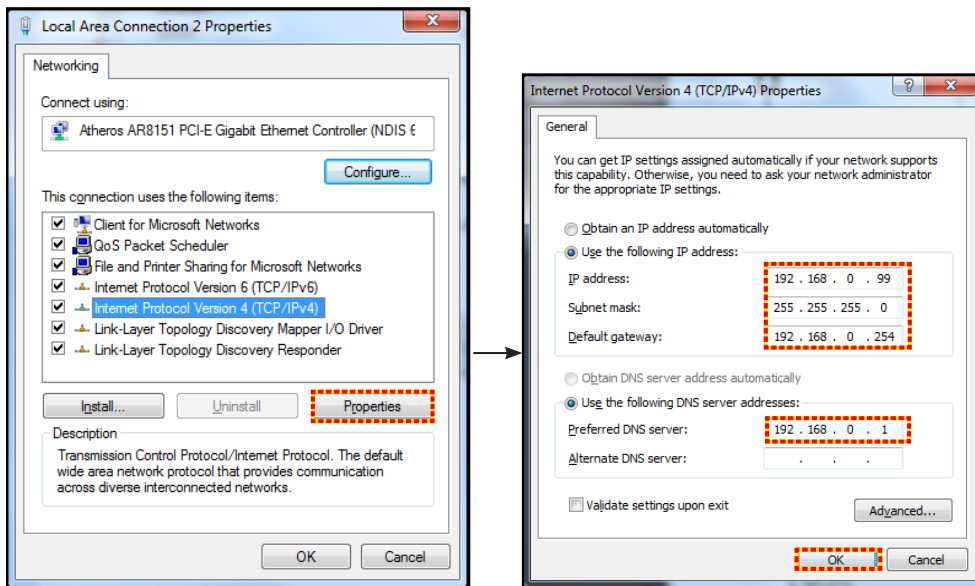 Local Area Connection 2 Properties
Networking
Connect using:
Atheros AR8151 PCI-E Gigabit Ethernet Controller (NDIS 6
Configure...
This connection uses the following items:
Client for Microsoft Networks
QoS Packet Scheduler
File and Printer Sharing for Microsoft Networks
Internet Protocol Version 6 (TCP/IPv6)
Internet Protocol Version 4 (TCP/IPv4)
Link-Layer Topology Discovery Mapper I/O Driver
Link-Layer Topology Discovery Responder
Install...
Uninstall
Properties
Description
Transmission Control Protocol/Internet Protocol. The default
wide area network protocol that provides communication
across diverse interconnected networks.
OK
Cancel
Internet Protocol Version 4 (TCP/IPv4) Properties
General
You can get IP settings assigned automatically if your network supports
this capability. Otherwise, you need to ask your network administrator
for the appropriate IP settings.
Obtain an IP address automatically
Use the following IP address:
IP address: 192 . 168 . 0 . 99
Subnet mask: 255 . 255 . 255 . 0
Default gateway: 192 . 168 . 0 . 254
Obtain DNS server address automatically
Use the following DNS server addresses:
Preferred DNS server: 192 . 168 . 0 . 1
Alternate DNS server: . . .
Validate settings upon exit
Advanced...
OK
Cancel